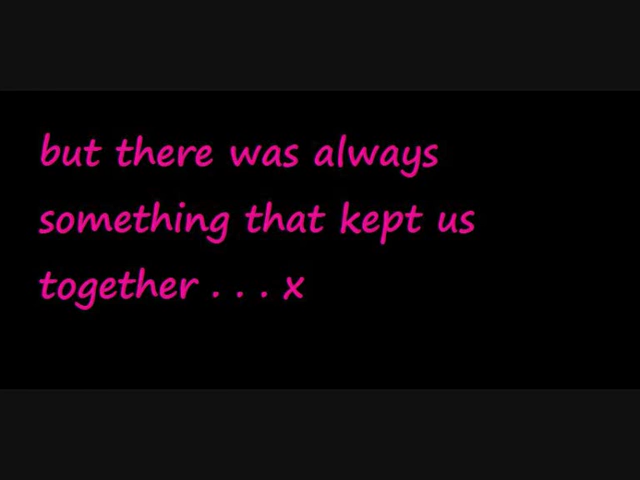 but there was always
something that kept us
together . . . x